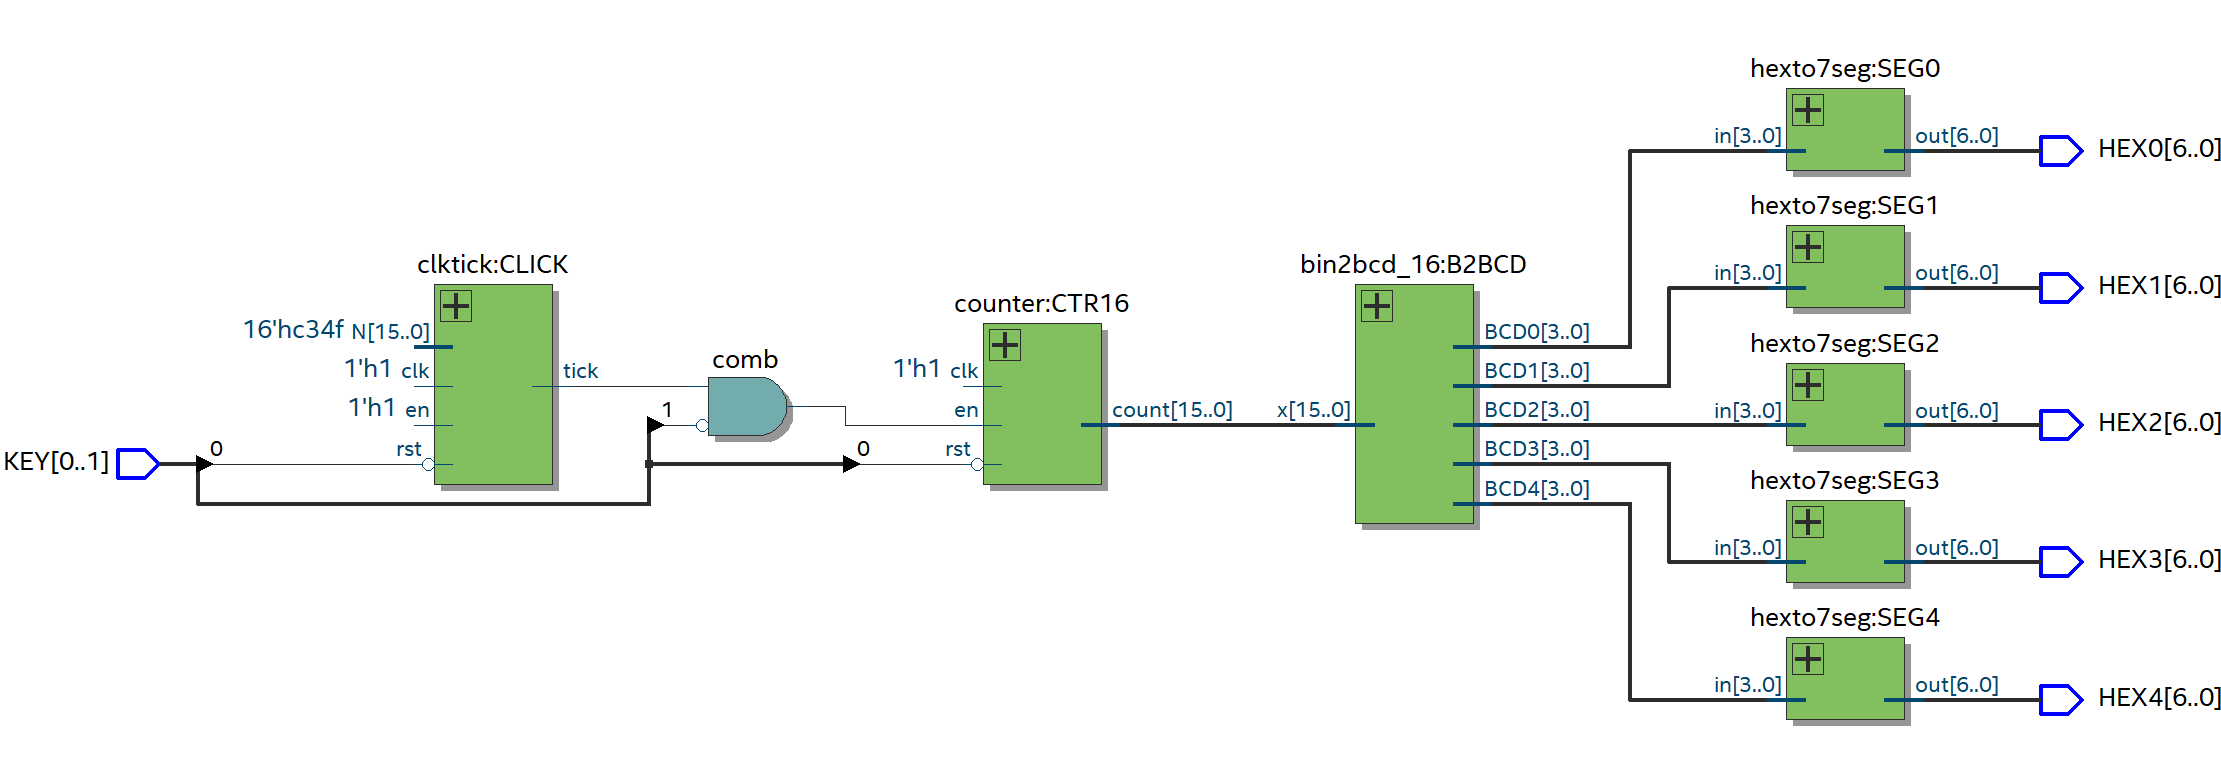 KEY[0..1]
0
clktick:CLICK
16'hc34f N[15..0]
1'h1 clk
1'h1 en
rst
tick
comb
1
0
counter:CTR16
1'h1 clk
en
rst
count[15..0]
bin2bcd_16:B2BCD
x[15..0]
BCD0[3..0]
BCD1[3..0]
BCD2[3..0]
BCD3[3..0]
BCD4[3..0]
hexto7seg:SEG0
in[3..0]
out[6..0]
HEX0[6..0]
hexto7seg:SEG1
in[3..0]
out[6..0]
HEX1[6..0]
hexto7seg:SEG2
in[3..0]
out[6..0]
HEX2[6..0]
hexto7seg:SEG3
in[3..0]
out[6..0]
HEX3[6..0]
hexto7seg:SEG4
in[3..0]
out[6..0]
HEX4[6..0]